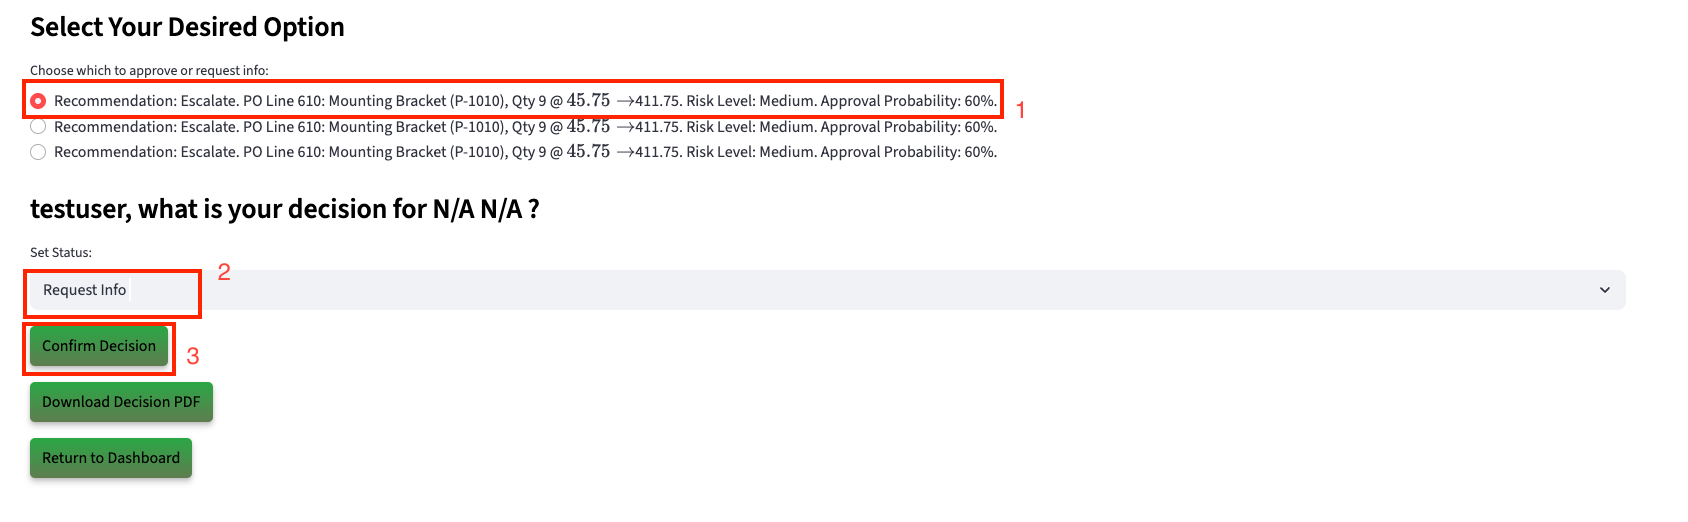 Select Your Desired Option
Choose which to approve or request info:
Recommendation: Escalate. PO Line 610: Mounting Bracket (P-1010), Qty 9 @ 45.75 →411.75. Risk Level: Medium. Approval Probability: 60%.
1
Recommendation: Escalate. PO Line 610: Mounting Bracket (P-1010), Qty 9 @ 45.75 →411.75. Risk Level: Medium. Approval Probability: 60%.
Recommendation: Escalate. PO Line 610: Mounting Bracket (P-1010), Qty 9 @ 45.75 →411.75. Risk Level: Medium. Approval Probability: 60%.
testuser, what is your decision for N/A N/A ?
Set Status:
2
Request Info
Confirm Decision
3
Download Decision PDF
Return to Dashboard